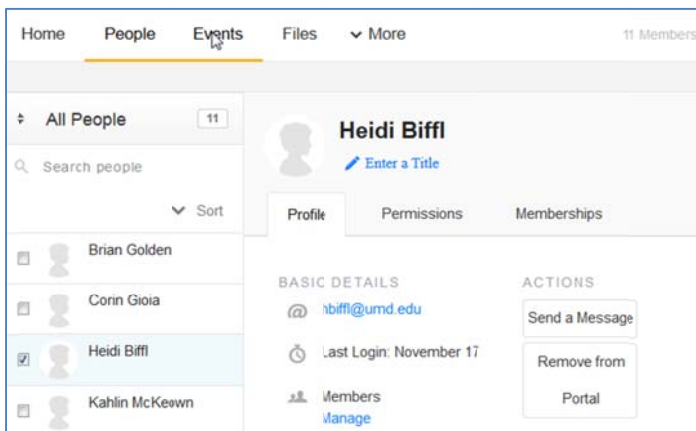 Home People Events Files More 11 Members
All People 11
Search people
Sort
Brian Golden
Corin Gioia
Heidi Biffl
Kahlin McKeown
Heidi Biffl
Enter a Title
Profile Permissions Memberships
BASIC DETAILS
@ hbiffl@umd.edu
Last Login: November 17
Members
Manage
ACTIONS
Send a Message
Remove from
Portal